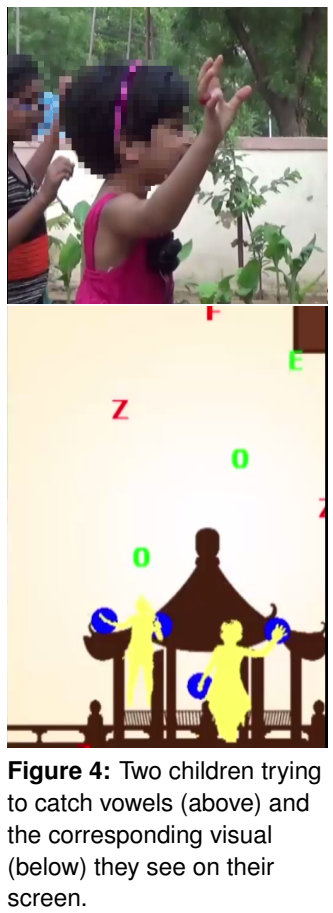 F
E
Z
O
Z
O
Figure 4: Two children trying
to catch vowels (above) and
the corresponding visual
(below) they see on their
screen.